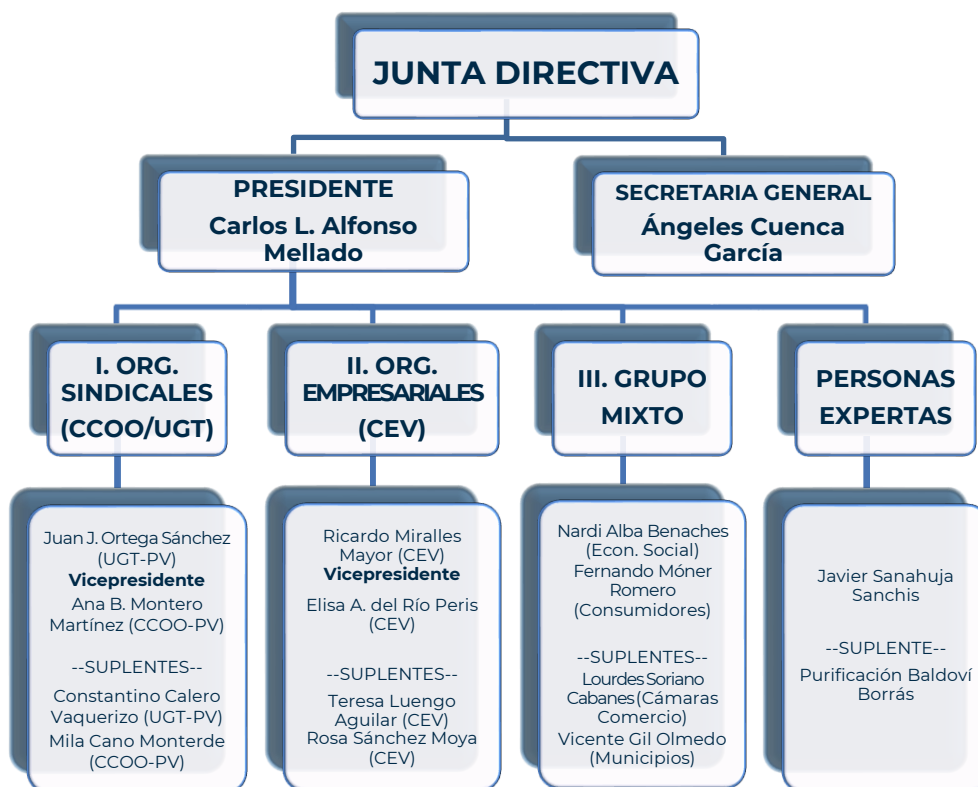 JUNTA DIRECTIVA
PRESIDENTE
Carlos L. Alfonso
Mellado
SECRETARIA GENERAL
Ángeles Cuenca
García
I. ORG.
SINDICALES
(CCOO/UGT)
II. ORG.
EMPRESARIALES
(CEV)
III. GRUPO
MIXTO
PERSONAS
EXPERTAS
Juan J. Ortega Sánchez
(UGT-PV)
Vicepresidente
Ana B. Montero
Martínez (CCOO-PV)
--SUPLENTES--
Constantino Calero
Vaquerizo (UGT-PV)
Mila Cano Monterde
(CCOO-PV)
Ricardo Miralles
Mayor (CEV)
Vicepresidente
Elisa A. del Río Peris
(CEV)
--SUPLENTES--
Teresa Luengo
Aguilar (CEV)
Rosa Sánchez Moya
(CEV)
Nardi Alba Benaches
(Econ. Social)
Fernando Móner
Romero
(Consumidores)
--SUPLENTES--
Lourdes Soriano
Cabanes (Cámaras
Comercio)
Vicente Gil Olmedo
(Municipios)
Javier Sanahuja
Sanchis
--SUPLENTE--
Purificación Baldoví
Borrás